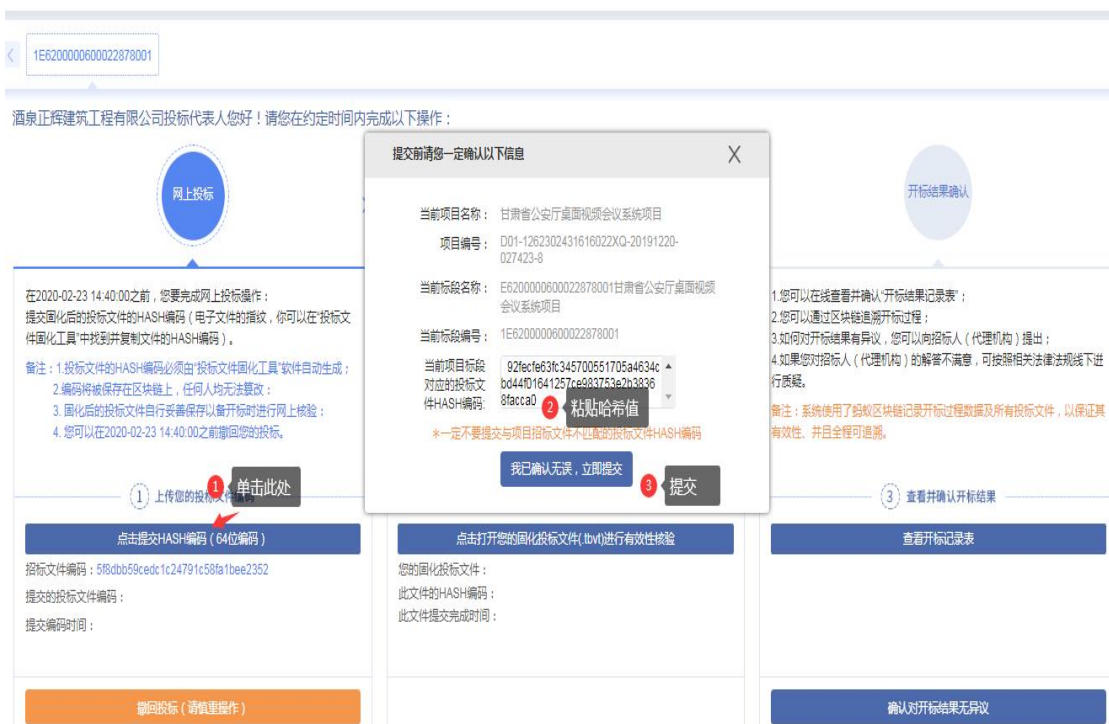 1E6200000600022878001
酒泉正辉建筑工程有限公司投标代表人您好！请您在约定时间内完成以下操作：
网上投标
在2020-02-23 14:40:00之前，您要完成网上投标操作：
提交固化后的投标文件的HASH编码（电子文件的指纹，你可以在“投标文
件固化工具”中找到并复制文件的HASH编码）。
备注：1.投标文件的HASH编码必须由“投标文件固化工具”软件自动生成；
2.编码将被保存在区块链上，任何人均无法篡改；
3. 固化后的投标文件自行妥善保存以备开标时进行网上核验；
4. 您可以在2020-02-23 14:40:00之前撤回您的投标。
1 上传您的投标文件编码
1 单击此处
点击提交HASH编码（64位编码）
招标文件编码：5f8dbb59cedc1c24791c58fa1bee2352
提交的投标文件编码：
提交编码时间：
撤回投标（请慎重操作）
提交前请您一定确认以下信息 X
当前项目名称： 甘肃省公安厅桌面视频会议系统项目
项目编号： D01-1262302431616022XQ-20191220-
027423-8
当前标段名称： E6200000600022878001甘肃省公安厅桌面视频
会议系统项目
当前标段编号： 1E6200000600022878001
当前项目标段
对应的投标文
件HASH编码:
92fecfe63fc345700551705a4634c
bd44f01641257ce983753e2b3836
8facca0
2 粘贴哈希值
*一定不要提交与项目招标文件不匹配的投标文件HASH编码
我已确认无误，立即提交
3 提交
点击打开您的固化投标文件(.tbvt)进行有效性核验
您的固化投标文件：
此文件的HASH编码：
此文件提交完成时间：
开标结果确认
1.您可以在线查看并确认“开标结果记录表”；
2.您可以通过区块链追溯开标过程；
3.如何对开标结果有异议，您可以向招标人（代理机构）提出；
4.如果您对招标人（代理机构）的解答不满意，可按照相关法律法规线下进
行质疑。
备注：系统使用了蚂蚁区块链记录开标过程数据及所有投标文件，以保证其
有效性、并且全程可追溯。
3 查看并确认开标结果
查看开标记录表
确认对开标结果无异议